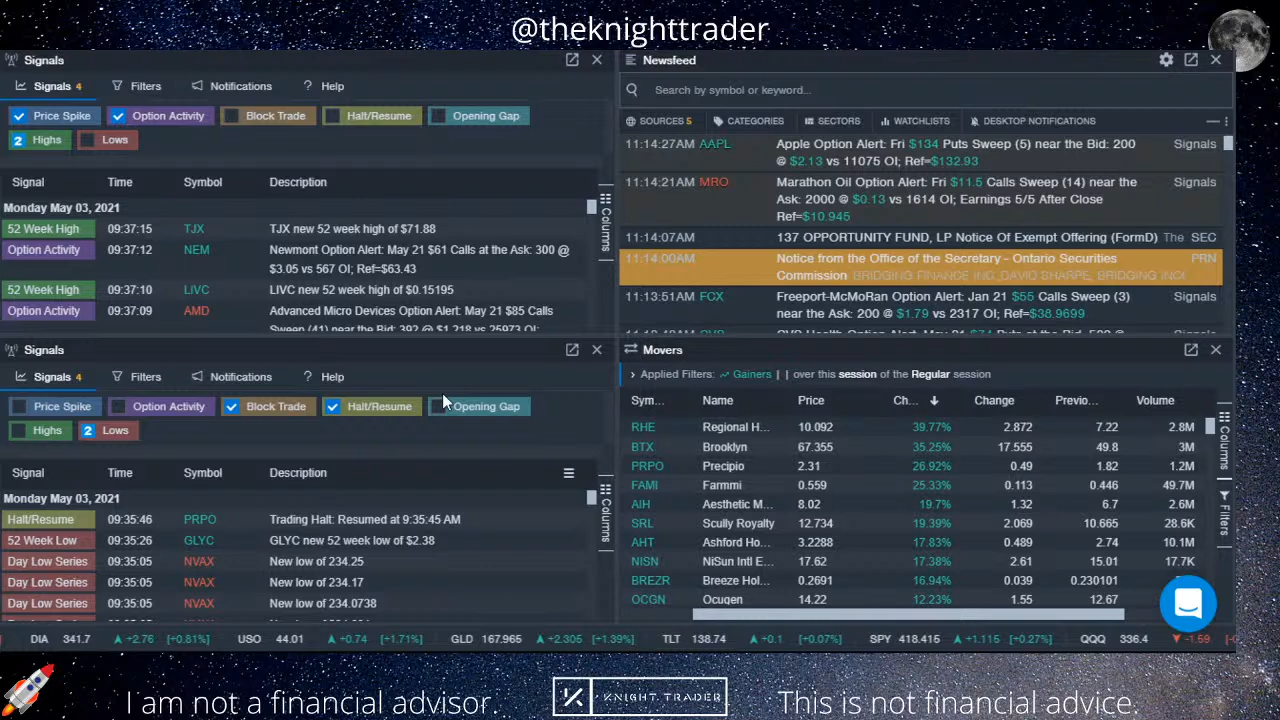 @theknighttrader
Signals
Signals 4 Filters Notifications ? Help
Price Spike Option Activity Block Trade Halt/Resume Opening Gap
2 Highs Lows
Signal Time Symbol Description
Columns
Monday May 03, 2021
52 Week High 09:37:15 TJX TJX new 52 week high of $71.88
Option Activity 09:37:12 NEM Newmont Option Alert: May 21 $61 Calls at the Ask: 300 @
$3.05 vs 567 OI; Ref=$63.43
52 Week High 09:37:10 LIVC LIVC new 52 week high of $0.15195
Option Activity 09:37:09 AMD Advanced Micro Devices Option Alert: May 21 $85 Calls
Sweep (41) near the Bid: 392 @ $1.218 vs 25973 OI;
Newsfeed
Search by symbol or keyword...
SOURCES 5 CATEGORIES SECTORS WATCHLISTS DESKTOP NOTIFICATIONS
11:14:27AM AAPL Apple Option Alert: Fri $134 Puts Sweep (5) near the Bid: 200 Signals
@ $2.13 vs 11075 OI; Ref=$132.93
11:14:21AM MRO Marathon Oil Option Alert: Fri $11.5 Calls Sweep (14) near the Signals
Ask: 2000 @ $0.13 vs 1614 OI; Earnings 5/5 After Close
Ref=$10.945
11:14:07AM 137 OPPORTUNITY FUND, LP Notice Of Exempt Offering (FormD) The SEC
11:14:00AM Notice from the Office of the Secretary - Ontario Securities PRN
Commission BRIDGING FINANCE INC., DAVID SHARPE, BRIDGING
11:13:51AM FCX Freeport-McMoRan Option Alert: Jan 21 $55 Calls Sweep (3) Signals
near the Ask: 200 @ $1.79 vs 2317 OI; Ref=$38.9699
Signals
Signals 4 Filters Notifications ? Help
Price Spike Option Activity Block Trade Halt/Resume Opening Gap
Highs 2 Lows
Signal Time Symbol Description
Columns
Monday May 03, 2021
Halt/Resume 09:35:46 PRPO Trading Halt: Resumed at 9:35:45 AM
52 Week Low 09:35:26 GLYC GLYC new 52 week low of $2.38
Day Low Series 09:35:05 NVAX New low of 234.25
Day Low Series 09:35:05 NVAX New low of 234.17
Day Low Series 09:35:05 NVAX New low of 234.0738
Movers
› Applied Filters: Gainers | | over this session of the Regular session
Sym... Name Price Ch... Change Previo... Volume
RHE Regional H... 10.092 39.77% 2.872 7.22 2.8M
BTX Brooklyn 67.355 35.25% 17.555 49.8 3M
PRPO Precipio 2.31 26.92% 0.49 1.82 1.2M
FAMI Farmmi 0.559 25.33% 0.113 0.446 49.7M
AIH Aesthetic M... 8.02 19.7% 1.32 6.7 2.6M
SRL Scully Royalty 12.734 19.39% 2.069 10.665 28.6K
AHT Ashford Ho... 3.2288 17.83% 0.489 2.74 10.1M
NISN NiSun Intl E... 17.62 17.38% 2.61 15.01 17.7K
BREZR Breeze Hol... 0.2691 16.94% 0.039 0.230101
OCGN Ocugen 14.22 12.23% 1.55 12.67
Columns
Filters
DIA 341.7 +2.76 [+0.81%] USO 44.01 +0.74 [+1.71%] GLD 167.965 +2.305 [+1.39%] TLT 138.74 +0.1 [+0.07%] SPY 418.415 +1.115 [+0.27%] QQQ 336.4 -1.59
I am not a financial advisor.
KNIGHT TRADER
This is not financial advice.